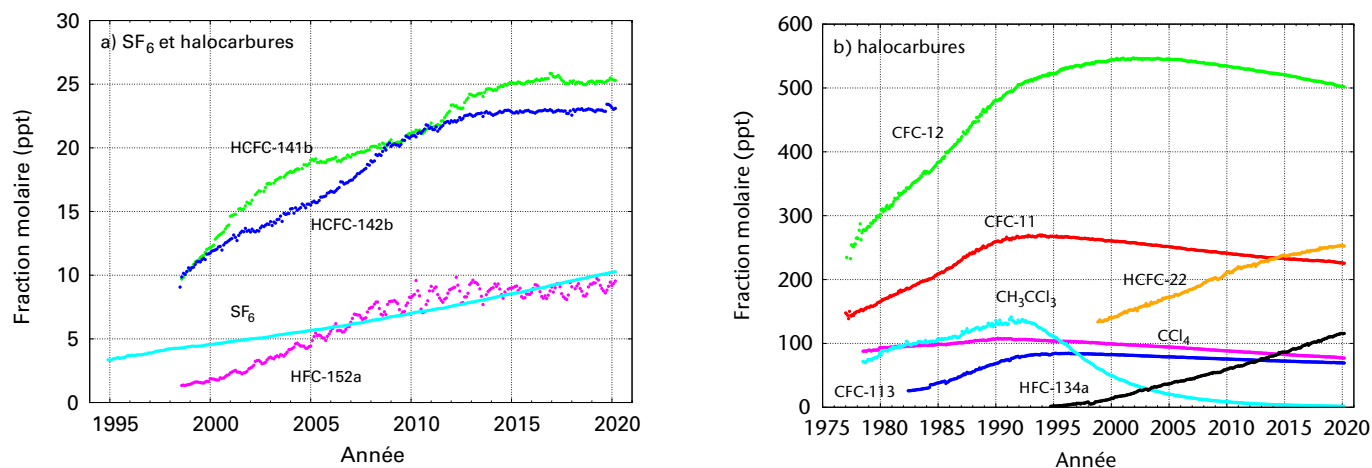 a) SF6 et halocarbures
Fraction molaire (ppt)
30
25
20
15
10
5
0
HCFC-141b
HCFC-142b
SF6
HFC-152a
1995 2000 2005 2010 2015 2020
Année
b) halocarbures
Fraction molaire (ppt)
600
500
400
300
200
100
0
CFC-12
CFC-11
HCFC-22
CH3CCl3
CCl4
CFC-113
HFC-134a
1975 1980 1985 1990 1995 2000 2005 2010 2015 2020
Année